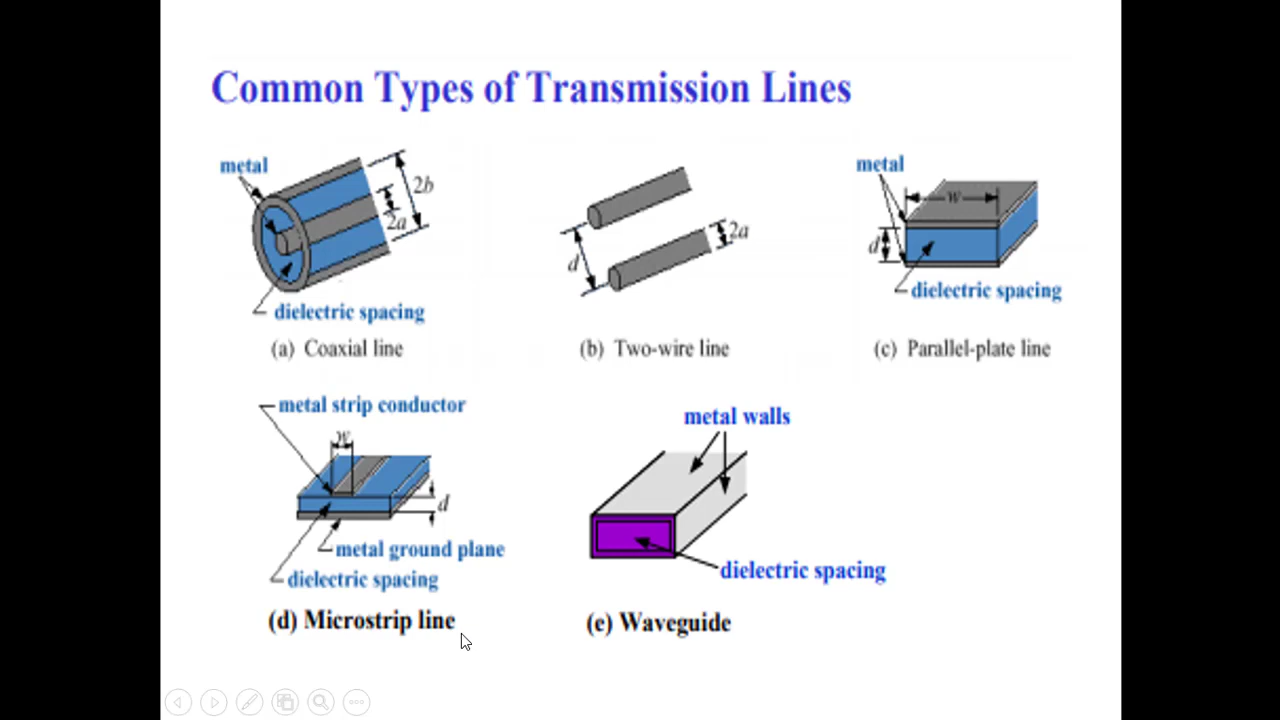 Common Types of Transmission Lines
metal
2b
2a
dielectric spacing
(a) Coaxial line
d
2a
(b) Two-wire line
metal
w
d
dielectric spacing
(c) Parallel-plate line
metal strip conductor
w
d
metal ground plane
dielectric spacing
(d) Microstrip line
metal walls
dielectric spacing
(e) Waveguide